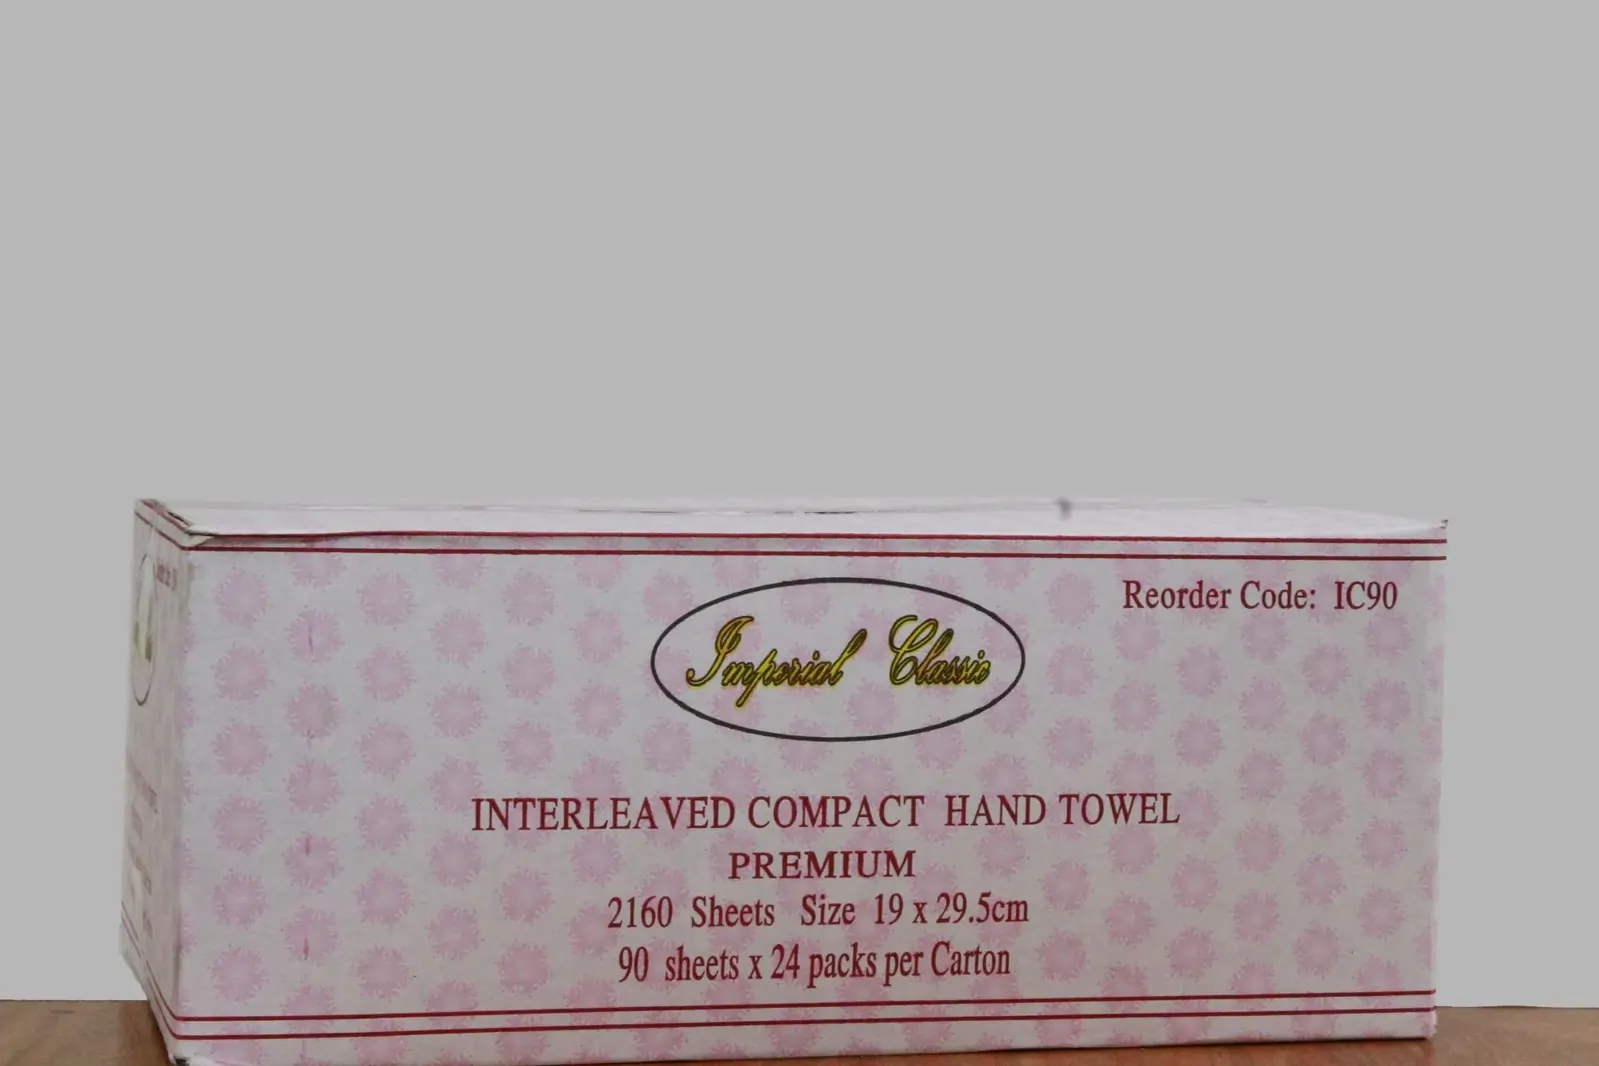 Reorder Code: IC90
Imperial Classic
INTERLEAVED COMPACT HAND TOWEL
PREMIUM
2160 Sheets Size 19 x 29.5cm
90 sheets x 24 packs per Carton